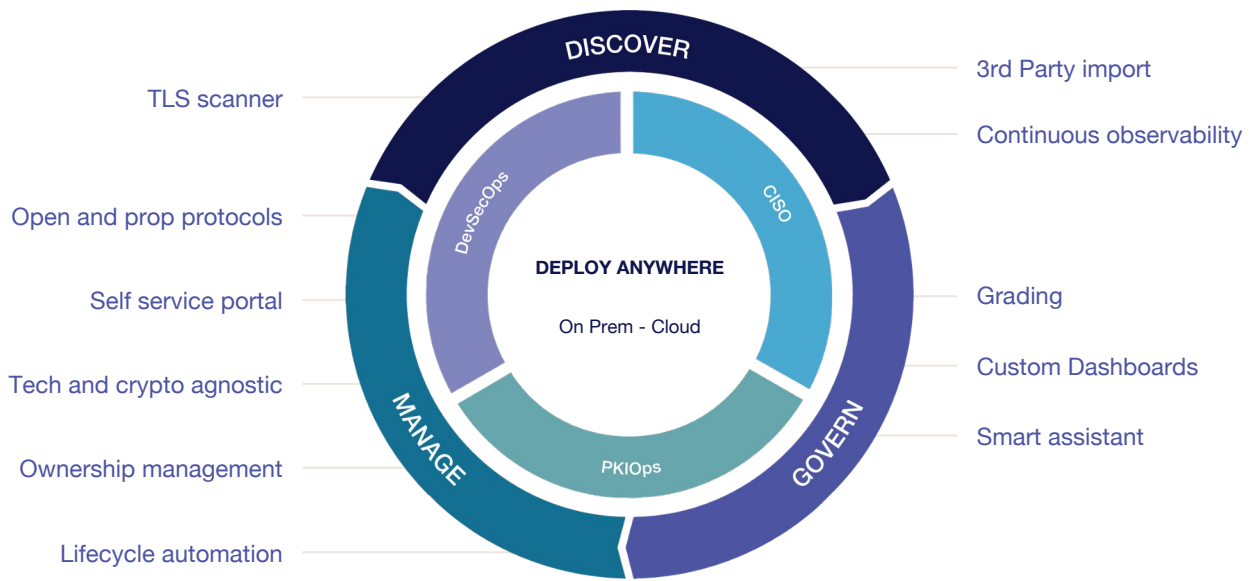 DISCOVER
3rd Party import
TLS scanner
Continuous observability
DevSecOps
CISO
Open and prop protocols
DEPLOY ANYWHERE
Self service portal
Grading
On Prem - Cloud
Custom Dashboards
Tech and crypto agnostic
MANAGE
GOVERN
Smart assistant
Ownership management
PKIOps
Lifecycle automation